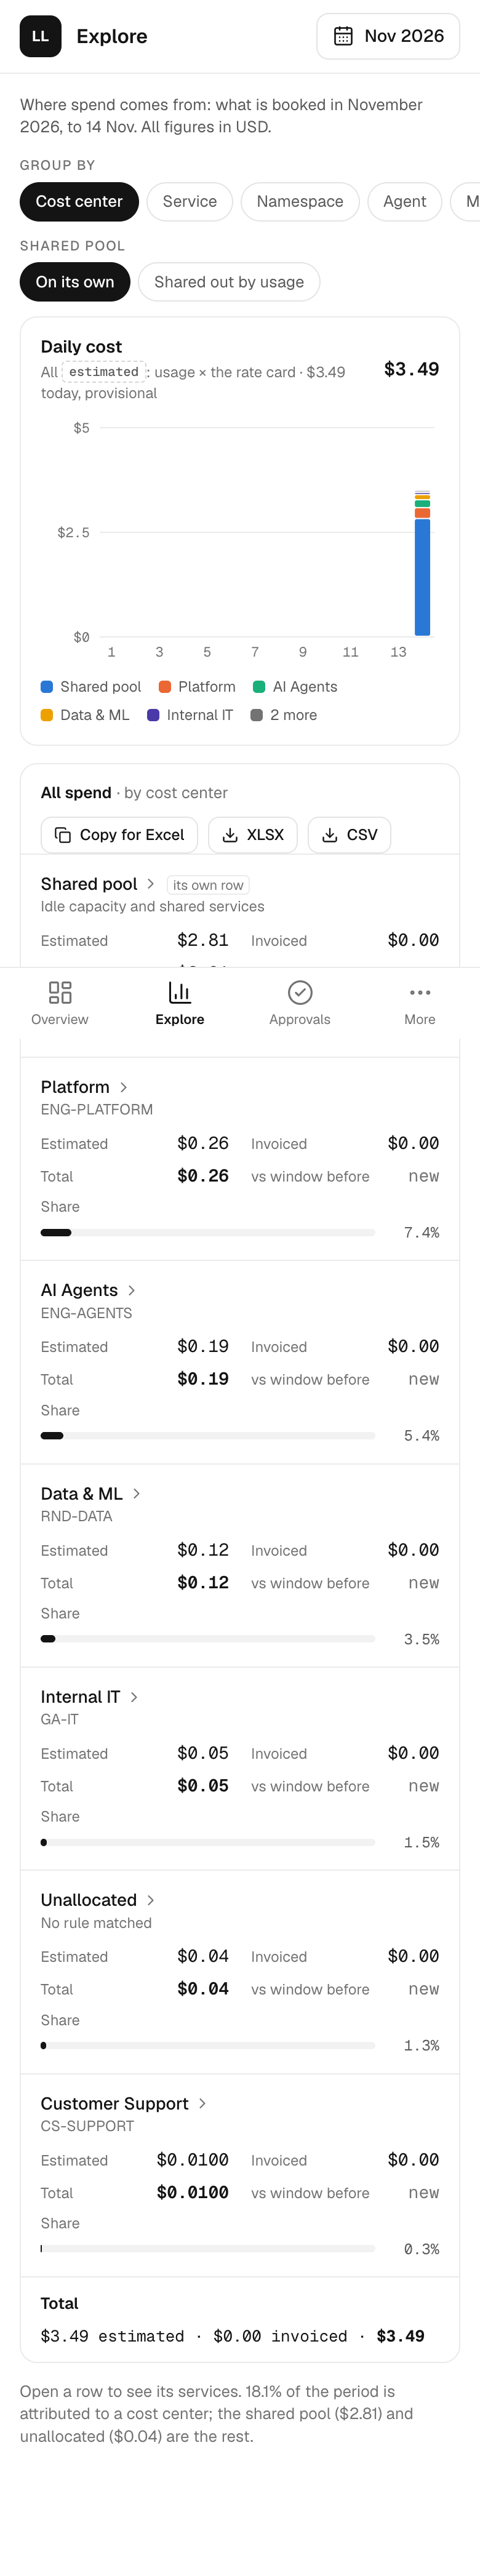 LL Explore Nov 2026
Where spend comes from: what is booked in November
2026, to 14 Nov. All figures in USD.
GROUP BY
Cost center Service Namespace Agent M
SHARED POOL
On its own Shared out by usage
Daily cost
All estimated: usage × the rate card · $3.49
today, provisional
$3.49
$5
$2.5
$0
1 3 5 7 9 11 13
Shared pool Platform AI Agents
Data & ML Internal IT 2 more
All spend · by cost center
Copy for Excel XLSX CSV
Shared pool its own row
Idle capacity and shared services
Estimated $2.81 Invoiced $0.00
Overview Explore Approvals More
Platform
ENG-PLATFORM
Estimated $0.26 Invoiced $0.00
Total $0.26 vs window before new
Share
7.4%
AI Agents
ENG-AGENTS
Estimated $0.19 Invoiced $0.00
Total $0.19 vs window before new
Share
5.4%
Data & ML
RND-DATA
Estimated $0.12 Invoiced $0.00
Total $0.12 vs window before new
Share
3.5%
Internal IT
GA-IT
Estimated $0.05 Invoiced $0.00
Total $0.05 vs window before new
Share
1.5%
Unallocated
No rule matched
Estimated $0.04 Invoiced $0.00
Total $0.04 vs window before new
Share
1.3%
Customer Support
CS-SUPPORT
Estimated $0.0100 Invoiced $0.00
Total $0.0100 vs window before new
Share
0.3%
Total
$3.49 estimated · $0.00 invoiced · $3.49
Open a row to see its services. 18.1% of the period is
attributed to a cost center; the shared pool ($2.81) and
unallocated ($0.04) are the rest.